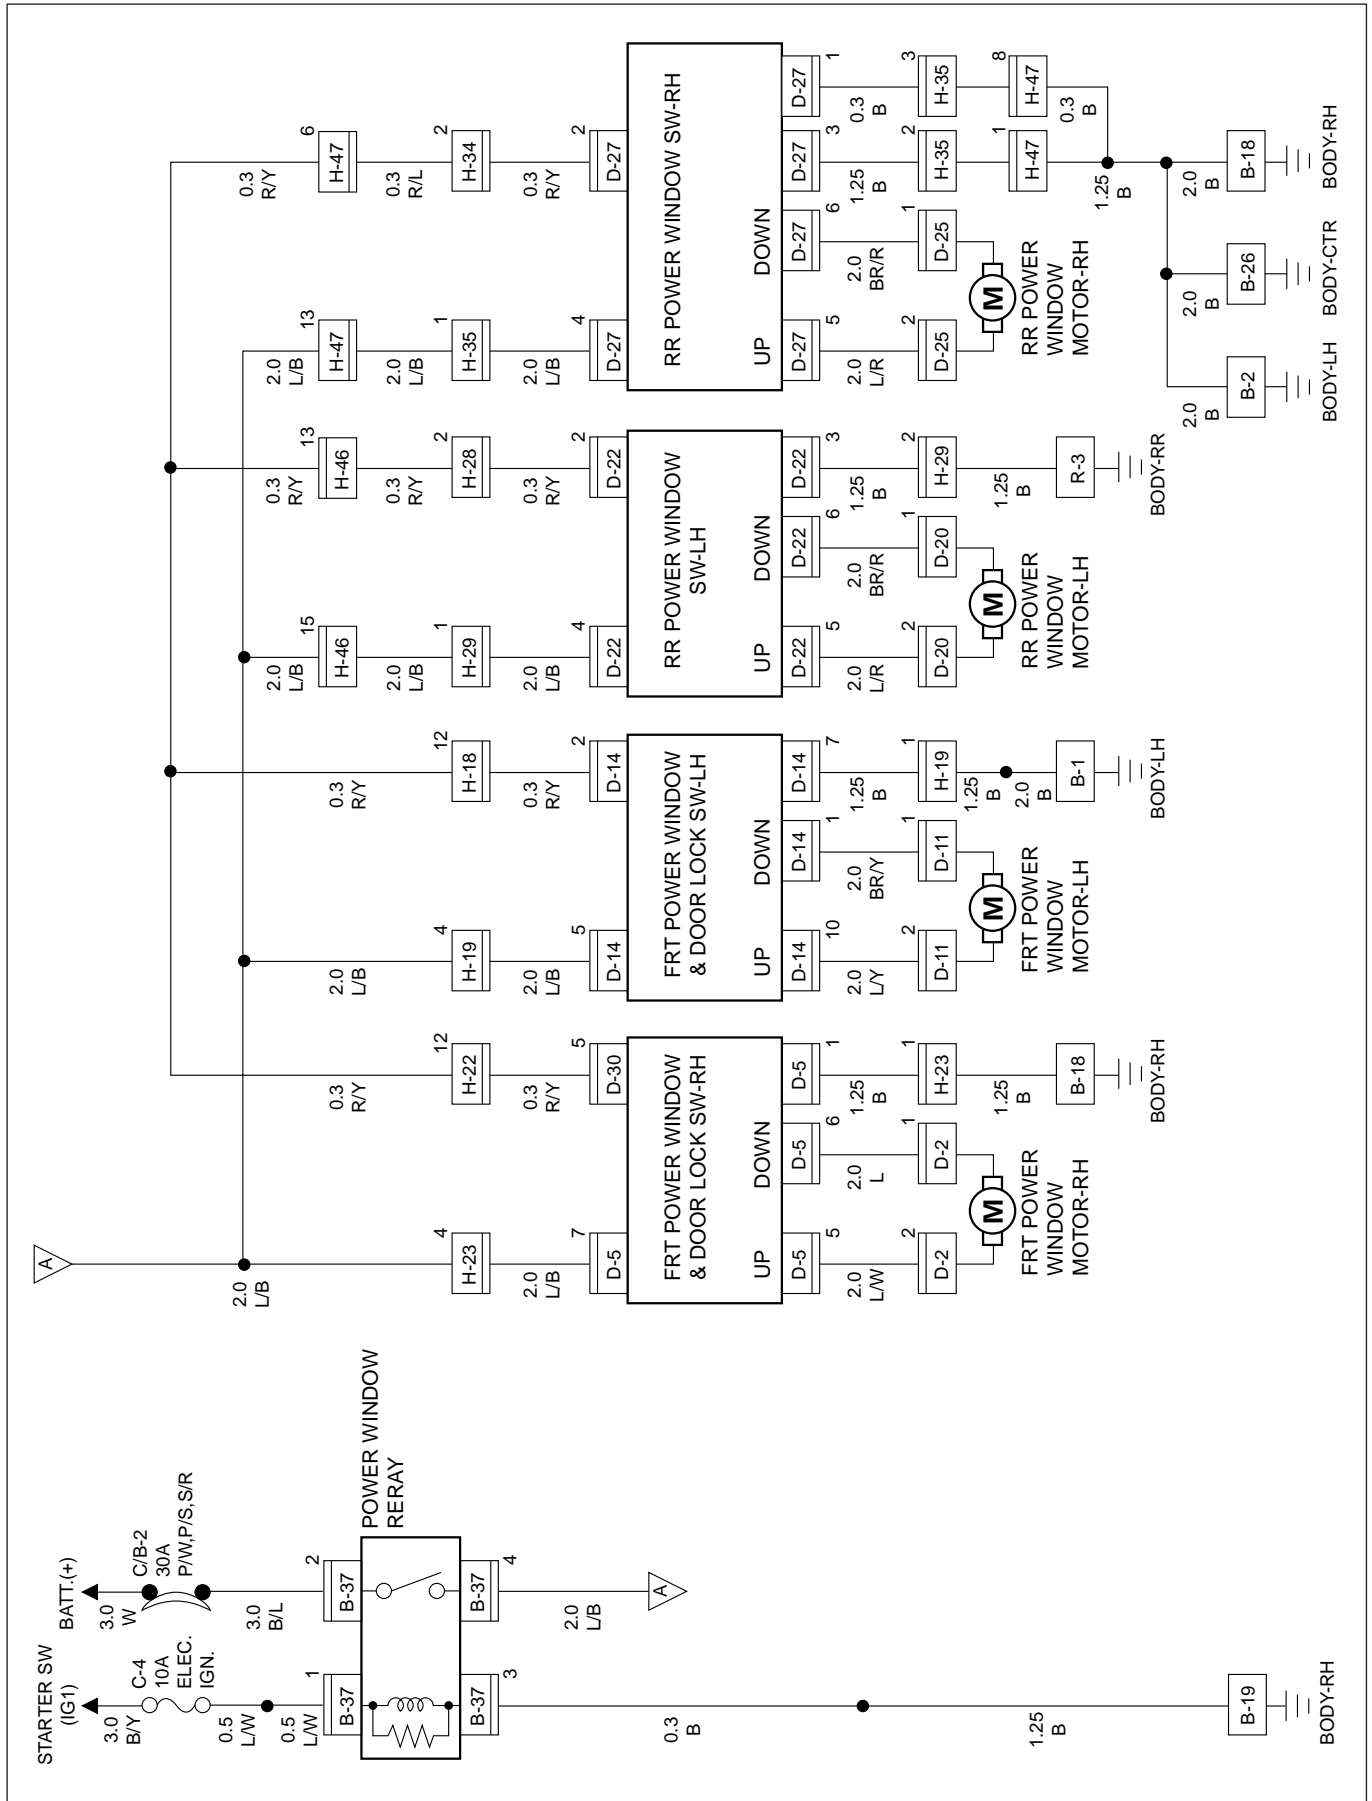 STARTER SW
(IG1)
BATT.(+)
3.0
B/Y
3.0
W
C-4
10A
ELEC.
IGN.
C/B-2
30A
P/W,P/S,S/R
0.5
L/W
0.5
L/W
3.0
B/L
1
B-37
2
B-37
POWER WINDOW
RERAY
B-37
3
B-37
4
0.3
B
2.0
L/B
A
1.25
B
B-19
BODY-RH
A
2.0
L/B
4
H-23
2.0
L/B
7
D-5
0.3
R/Y
12
H-22
0.3
R/Y
5
D-30
FRT POWER WINDOW
& DOOR LOCK SW-RH
UP
DOWN
D-5
5
D-5
6
D-5
1
2.0
L/W
2.0
L
1.25
B
2
D-2
1
D-2
1
H-23
FRT POWER
WINDOW
MOTOR-RH
M
1.25
B
B-18
BODY-RH
2.0
L/B
4
H-19
2.0
L/B
5
D-14
0.3
R/Y
12
H-18
0.3
R/Y
2
D-14
FRT POWER WINDOW
& DOOR LOCK SW-LH
UP
DOWN
D-14
10
D-14
1
D-14
7
2.0
L/Y
2.0
BR/Y
1.25
B
2
D-11
1
D-11
1
H-19
M
FRT POWER
WINDOW
MOTOR-LH
1.25
B
2.0
B
B-1
BODY-LH
2.0
L/B
15
H-46
2.0
L/B
1
H-29
2.0
L/B
4
D-22
0.3
R/Y
13
H-46
0.3
R/Y
2
H-28
0.3
R/Y
2
D-22
RR POWER WINDOW
SW-LH
UP
DOWN
D-22
5
D-22
6
D-22
3
2.0
L/R
2.0
BR/R
1.25
B
2
D-20
1
D-20
2
H-29
M
RR POWER
WINDOW
MOTOR-LH
1.25
B
R-3
BODY-RR
2.0
L/B
13
H-47
2.0
L/B
1
H-35
2.0
L/B
4
D-27
0.3
R/Y
6
H-47
0.3
R/L
2
H-34
0.3
R/Y
2
D-27
RR POWER WINDOW SW-RH
UP
DOWN
D-27
5
D-27
6
D-27
3
D-27
1
2.0
L/R
2.0
BR/R
1.25
B
0.3
B
2
D-25
1
D-25
2
H-35
3
H-35
M
RR POWER
WINDOW
MOTOR-RH
1
H-47
8
H-47
0.3
B
1.25
B
2.0
B
2.0
B
2.0
B
B-2
B-26
B-18
BODY-LH
BODY-CTR
BODY-RH